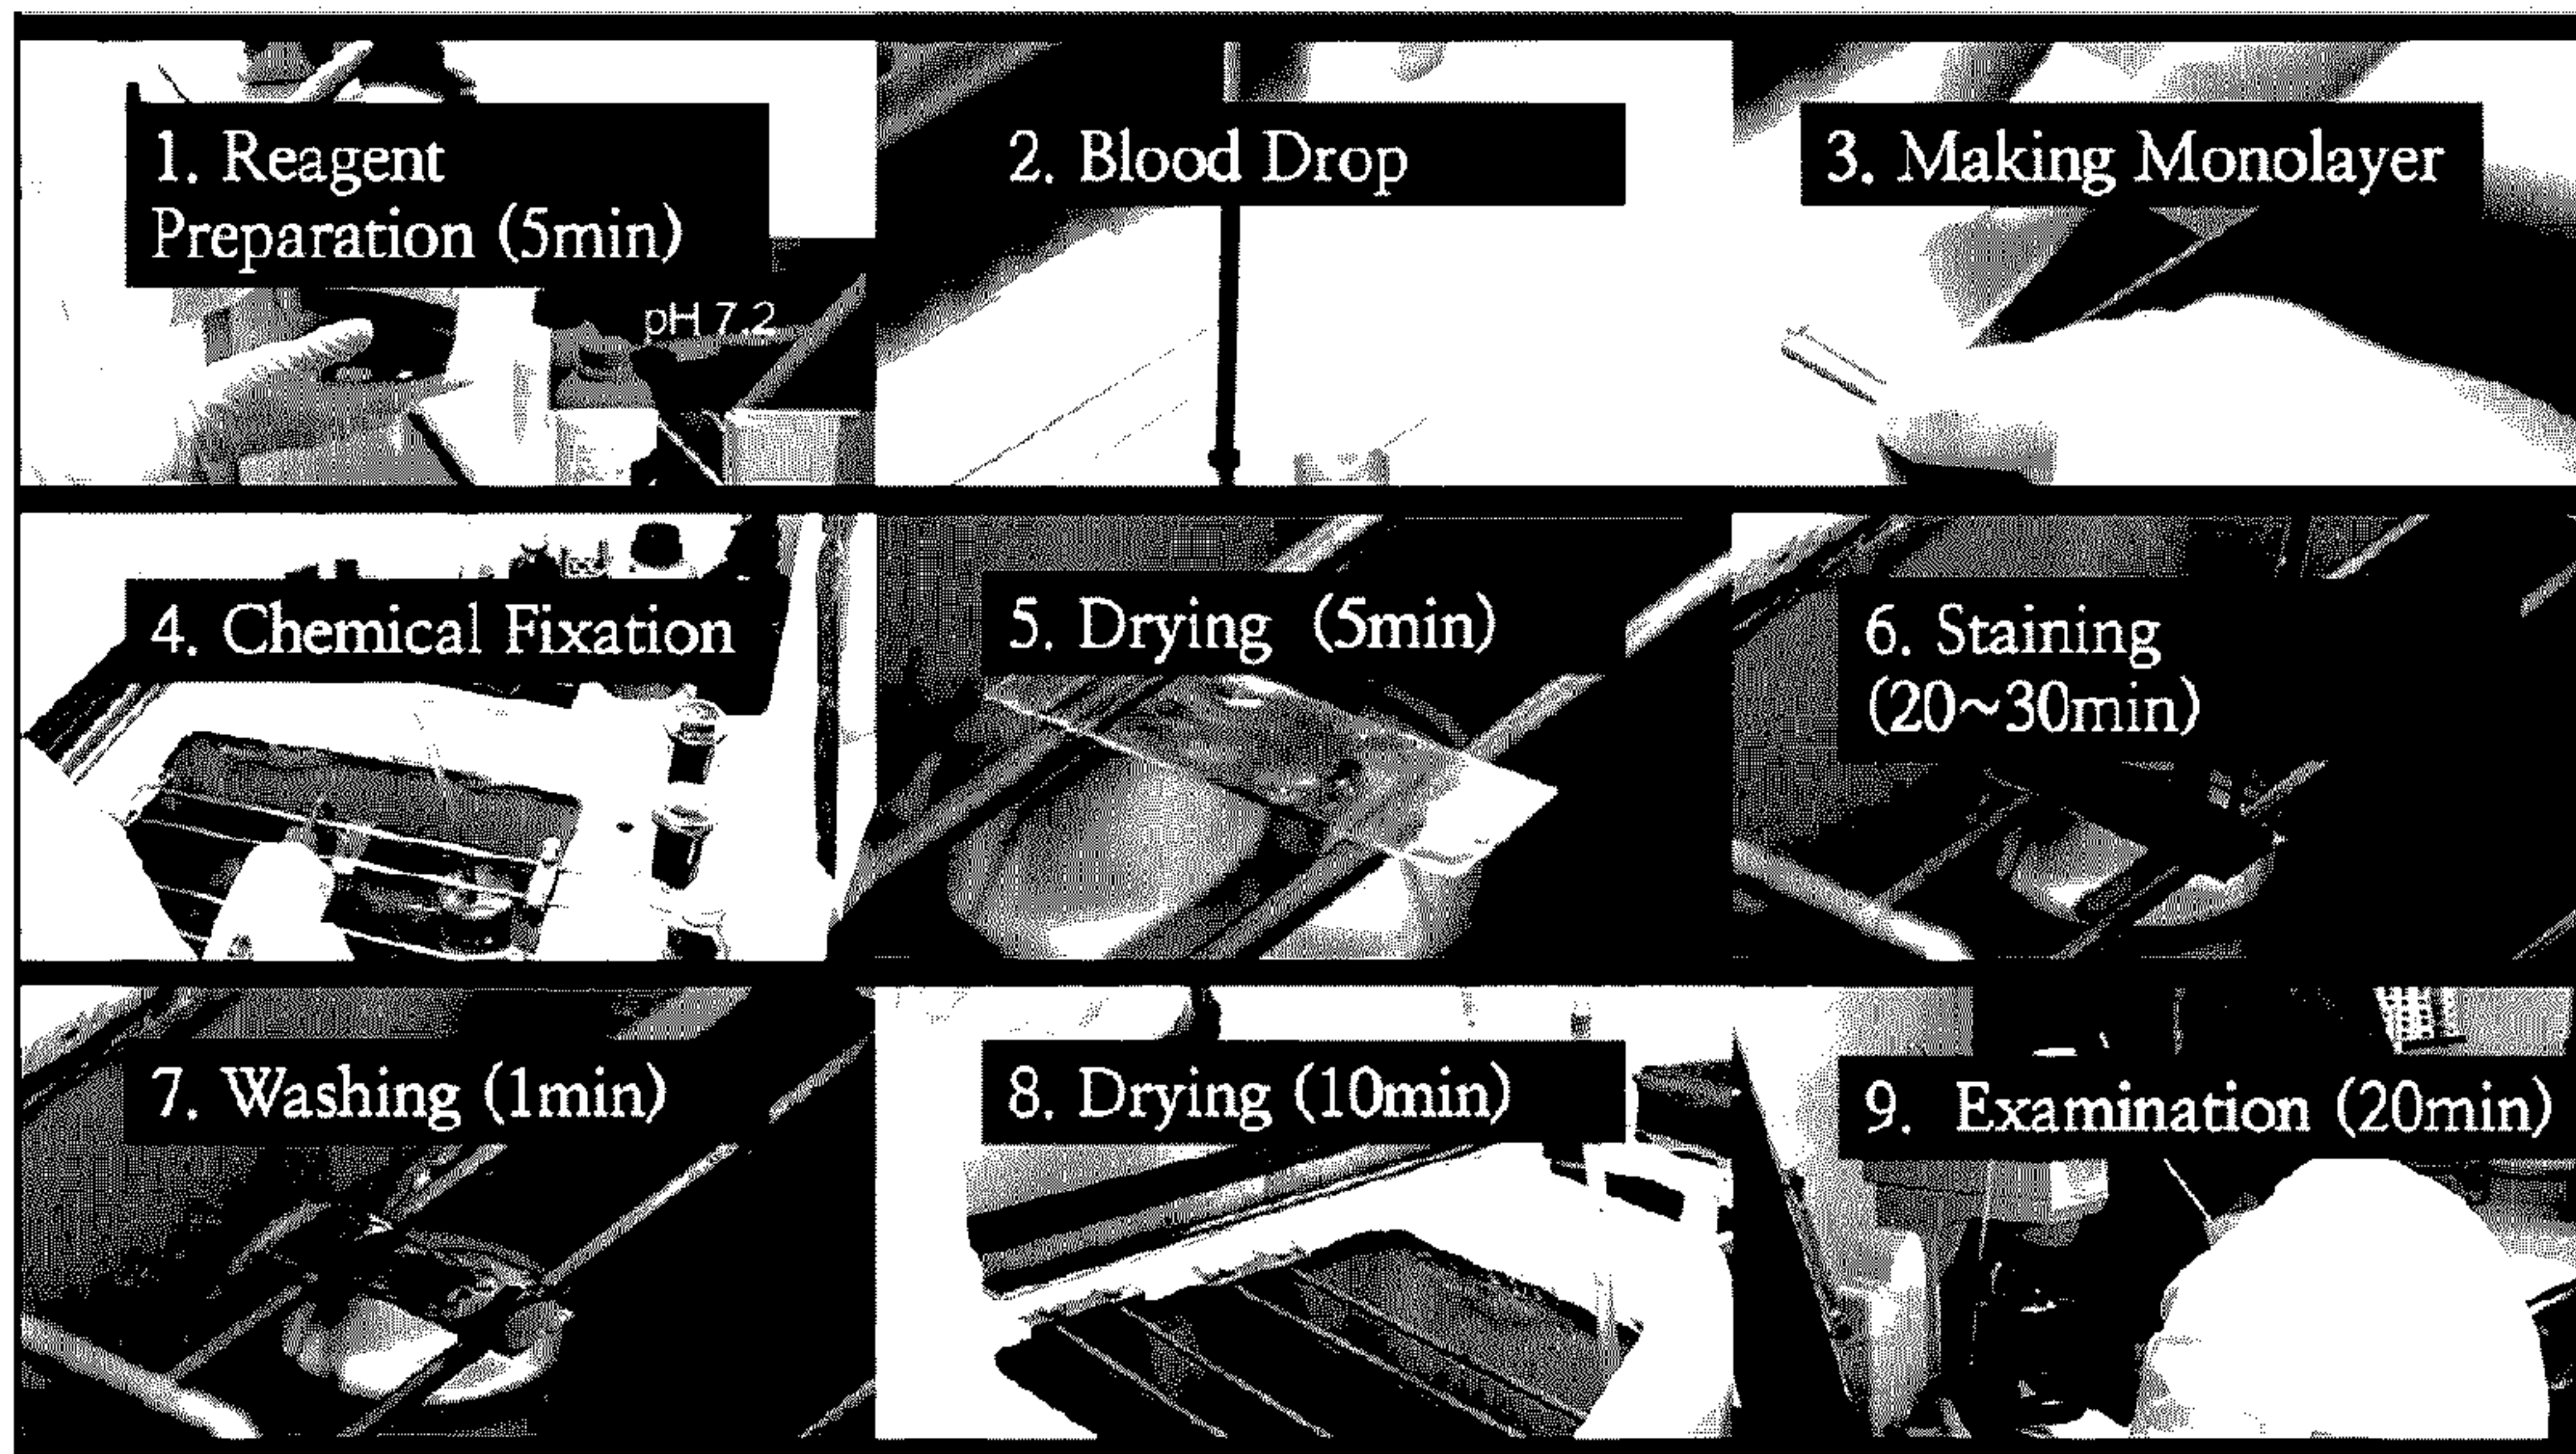 1. Reagent
Preparation (5min)
pH 7.2
2. Blood Drop
3. Making Monolayer
4. Chemical Fixation
5. Drying (5min)
6. Staining
(20~30min)
7. Washing (1min)
8. Drying (10min)
9. Examination (20min)